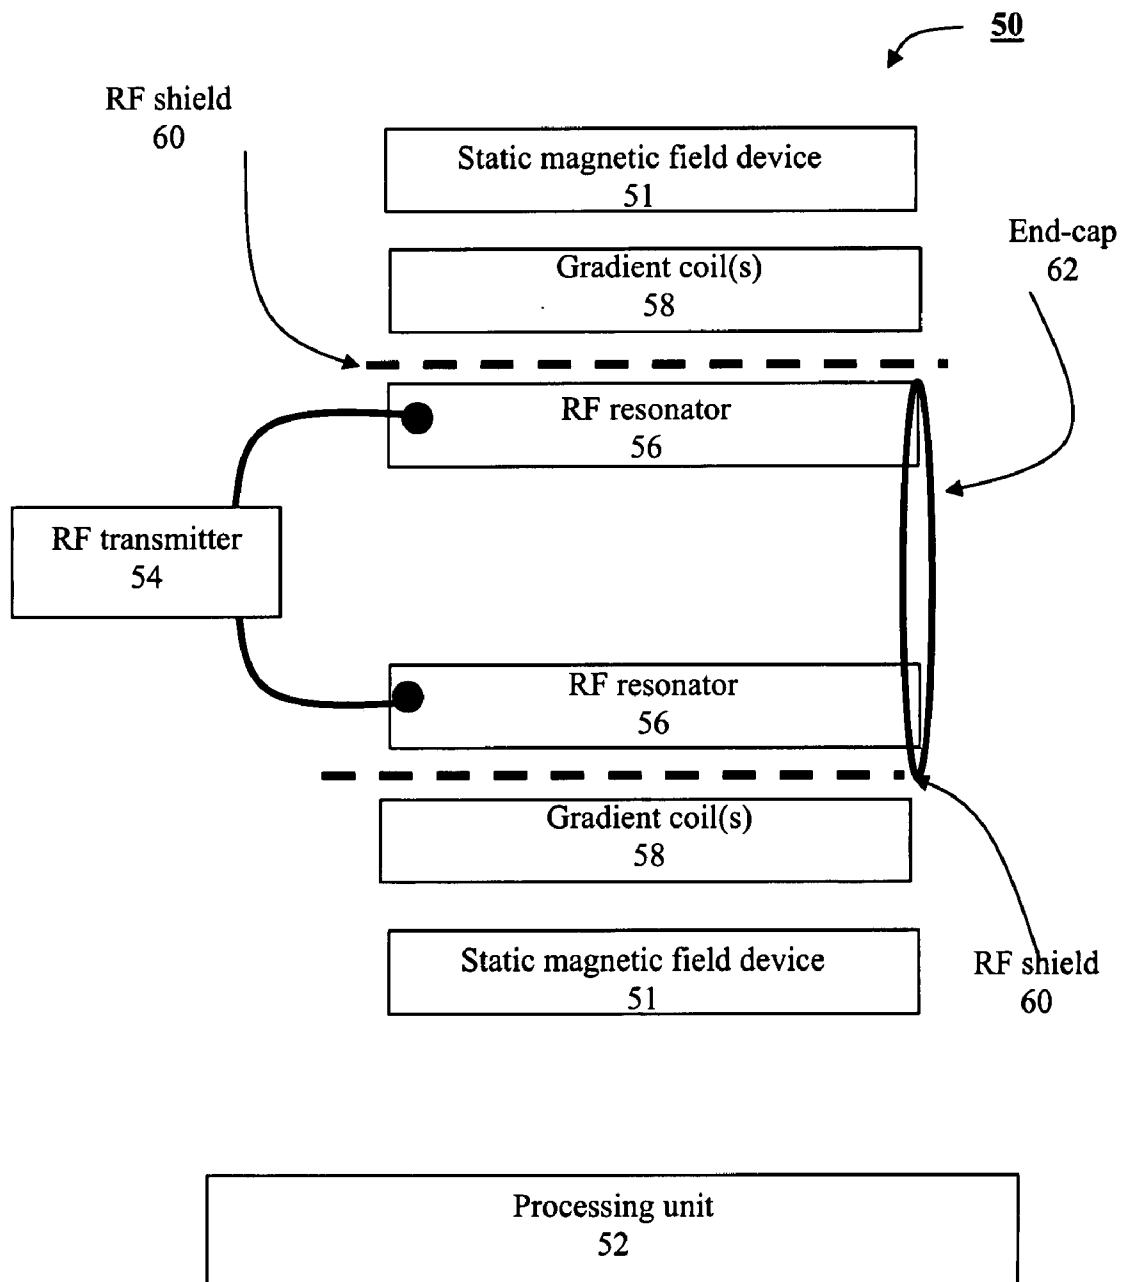 50
RF shield
60
Static magnetic field device
51
End-cap
62
Gradient coil(s)
58
RF resonator
56
RF transmitter
54
RF resonator
56
Gradient coil(s)
58
Static magnetic field device
51
RF shield
60
Processing unit
52